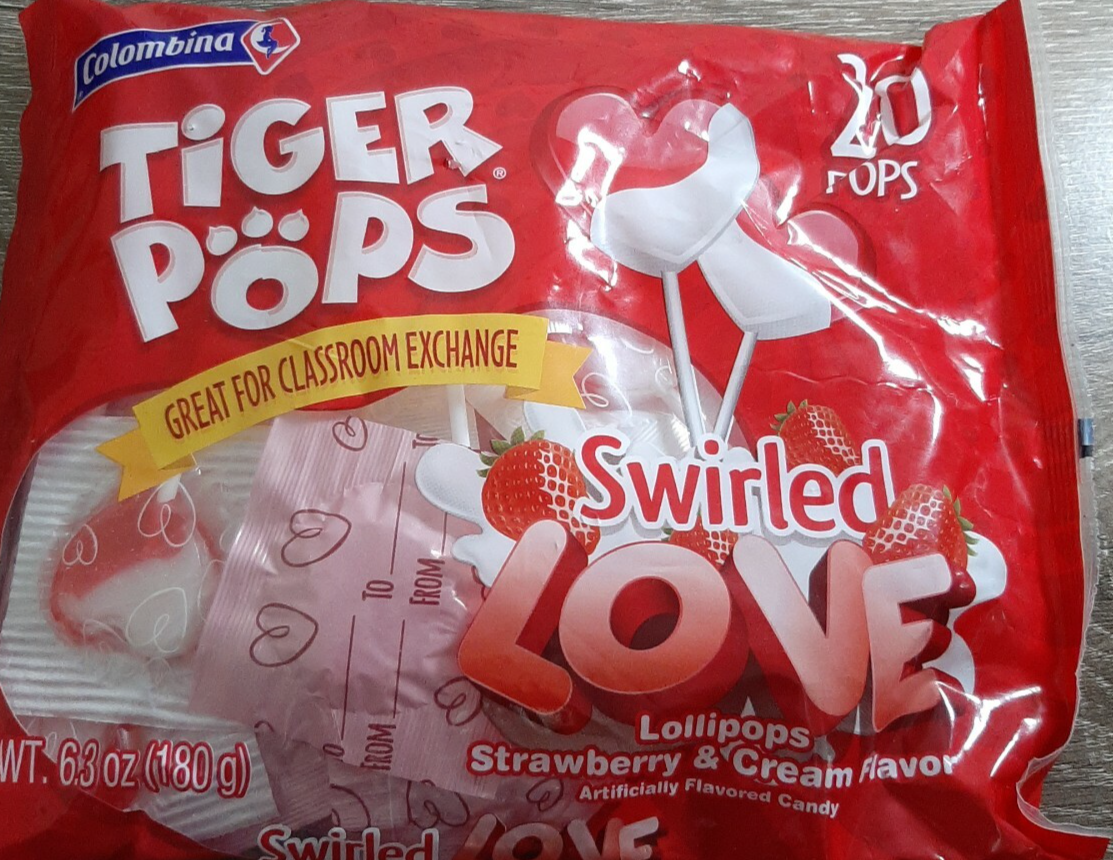 Colombina
TiGER
POPS®
20
POPS
GREAT FOR CLASSROOM EXCHANGE
Swirled
LOVE
TO
FROM
TO
FROM
Lollipops
Strawberry & Cream Flavor
Artificially Flavored Candy
WT. 6.3 oz (180 g)
Swirled LOVE